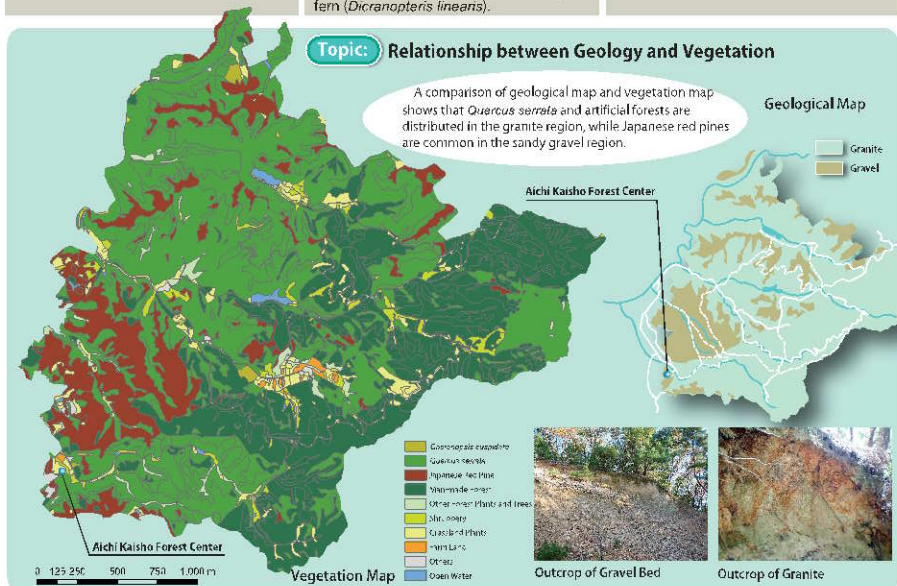 fern (Dicranopteris linearis).
Topic: Relationship between Geology and Vegetation
A comparison of geological map and vegetation map
shows that Quercus serrata and artificial forests are
distributed in the granite region, while Japanese red pines
are common in the sandy gravel region.
Geological Map
Granite
Gravel
Aichi Kaisho Forest Center
Castanopsis cuspidata
Quercus serrata
Japanese Red Pine
Man-made Forest
Other Forest Plants and Trees
Shrubbery
Grassland Plants
Farm Land
Others
Open Water
Aichi Kaisho Forest Center
0 125 250 500 750 1,000 m
Vegetation Map
Outcrop of Gravel Bed
Outcrop of Granite